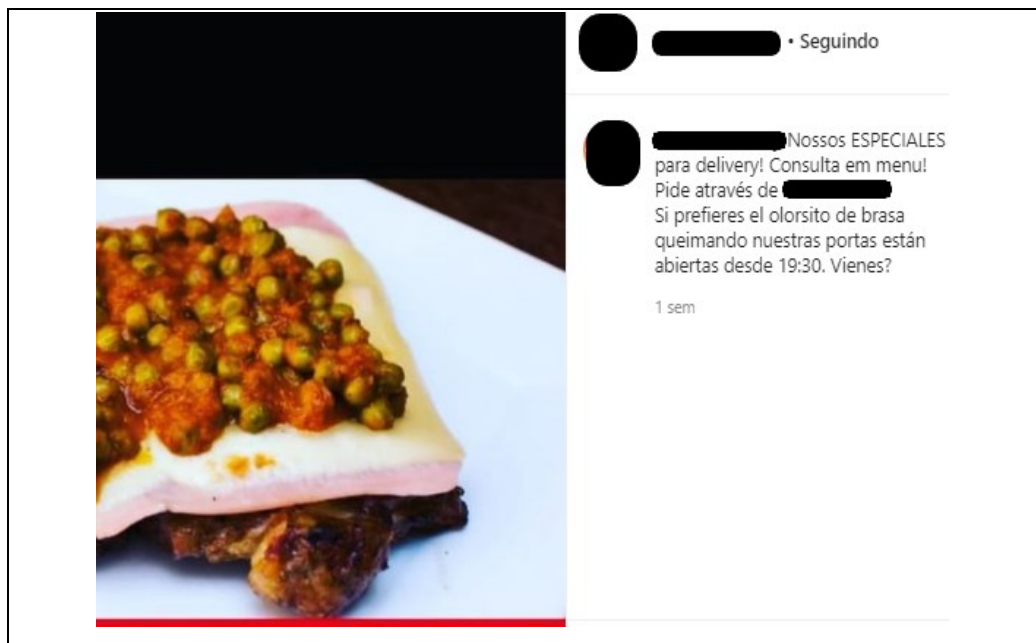 • Seguindo
Nossos ESPECIALES
para delivery! Consulta em menu!
Pide através de
Si prefieres el olorsito de brasa
queimando nuestras portas están
abiertas desde 19:30. Vienes?
1 sem